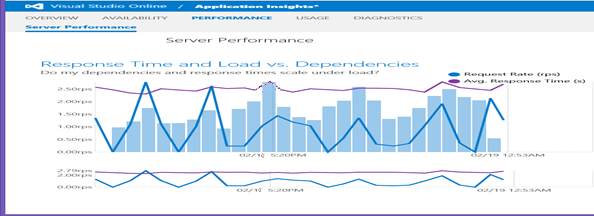 Visual Studio Online / Application Insights*
OVERVIEW AVAILABILITY PERFORMANCE USAGE DIAGNOSTICS
Server Performance
Server Performance
Response Time and Load vs. Dependencies
Do my dependencies and response times scale under load?
Request Rate (rps)
Avg. Response Time (s)
2.50rps
2.00rps
1.50rps
1.00rps
0.50rps
0.00rps
5:20PM 02/19 12:53AM
2.79rps
2.00rps
0.00rps
5:20PM 02/19 12:53AM